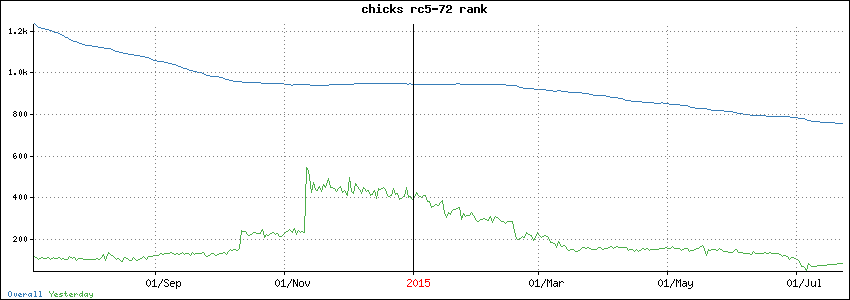 chicks rc5-72 rank
1.2k
1.0k
800
600
400
200
01/Sep 01/Nov 2015 01/Mar 01/May 01/Jul
Overall Yesterday